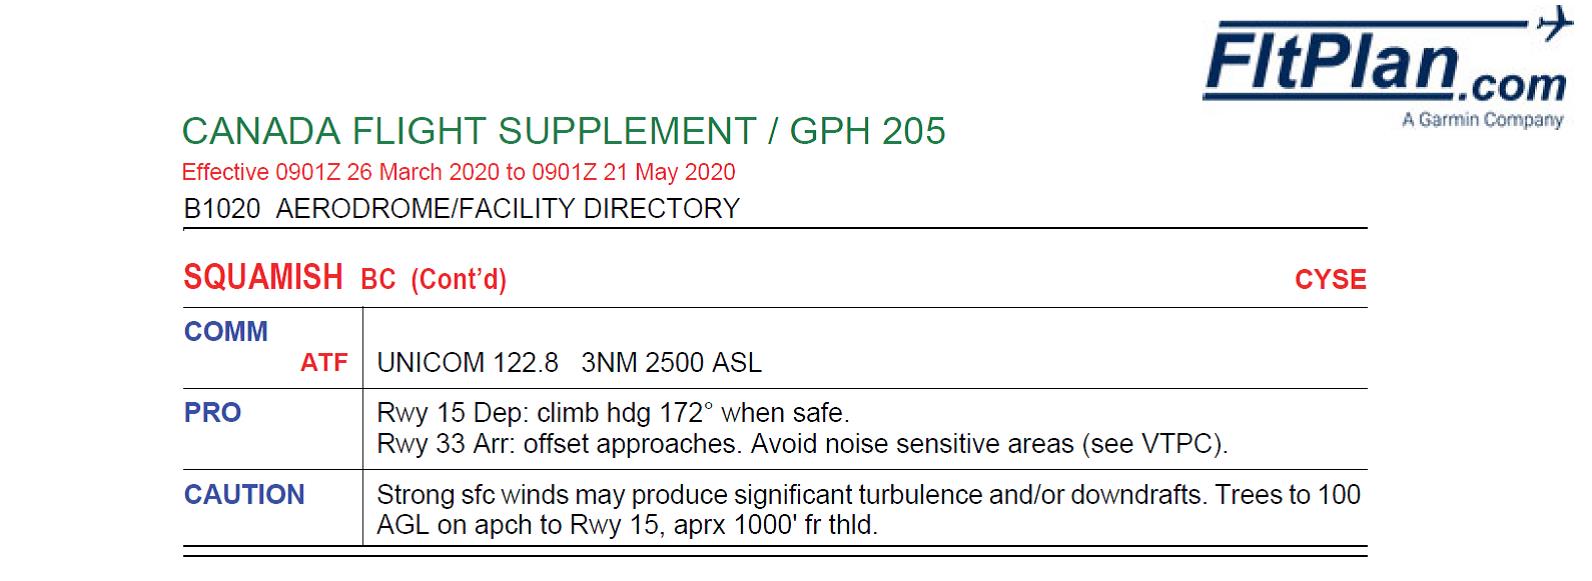 FltPlan.com
A Garmin Company
CANADA FLIGHT SUPPLEMENT / GPH 205
Effective 0901Z 26 March 2020 to 0901Z 21 May 2020
B1020 AERODROME/FACILITY DIRECTORY
SQUAMISH BC (Cont'd) CYSE
COMM
ATF UNICOM 122.8 3NM 2500 ASL
PRO Rwy 15 Dep: climb hdg 172° when safe.
Rwy 33 Arr: offset approaches. Avoid noise sensitive areas (see VTPC).
CAUTION Strong sfc winds may produce significant turbulence and/or downdrafts. Trees to 100
AGL on apch to Rwy 15, aprx 1000' fr thld.